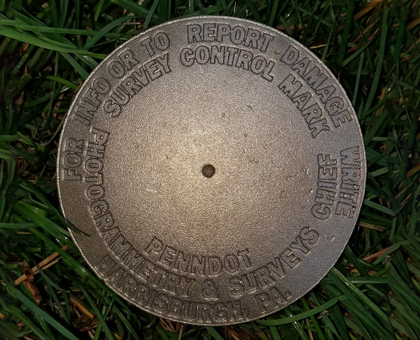 FOR INFO OR TO REPORT DAMAGE WRITE
SURVEY CONTROL MARK
CHIEF
PENNDOT
PHOTOGRAMMETRY & SURVEYS
HARRISBURG, PA.